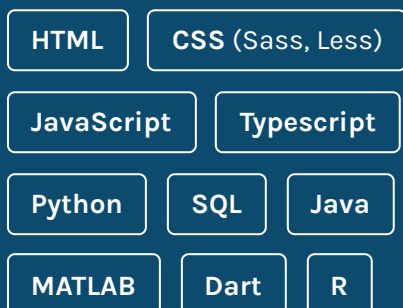 HTML CSS (Sass, Less)
JavaScript Typescript
Python SQL Java
MATLAB Dart R